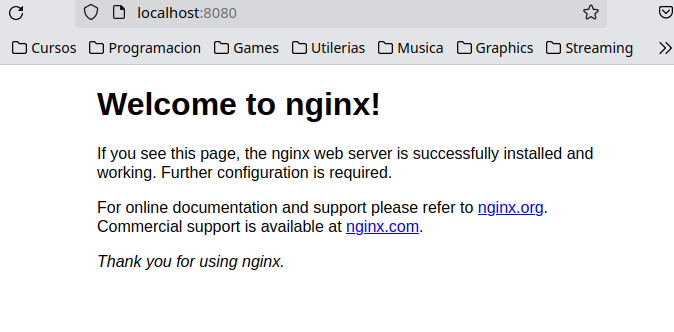 localhost:8080
Cursos Programacion Games Utilerias Musica Graphics Streaming
Welcome to nginx!
If you see this page, the nginx web server is successfully installed and
working. Further configuration is required.
For online documentation and support please refer to nginx.org.
Commercial support is available at nginx.com.
Thank you for using nginx.